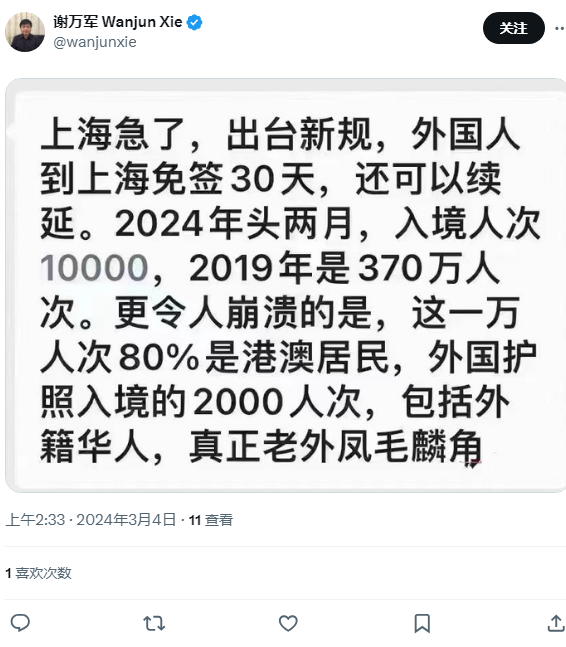 谢万军 Wanjun Xie
关注
@wanjunxie
上海急了，出台新规，外国人
到上海免签30天，还可以续
延。2024年头两月，入境人次
10000，2019年是370万人
次。更令人崩溃的是，这一万
人次80%是港澳居民，外国护
照入境的2000人次，包括外
籍华人，真正老外凤毛麟角
上午2:33 · 2024年3月4日 · 11 查看
1 喜欢次数